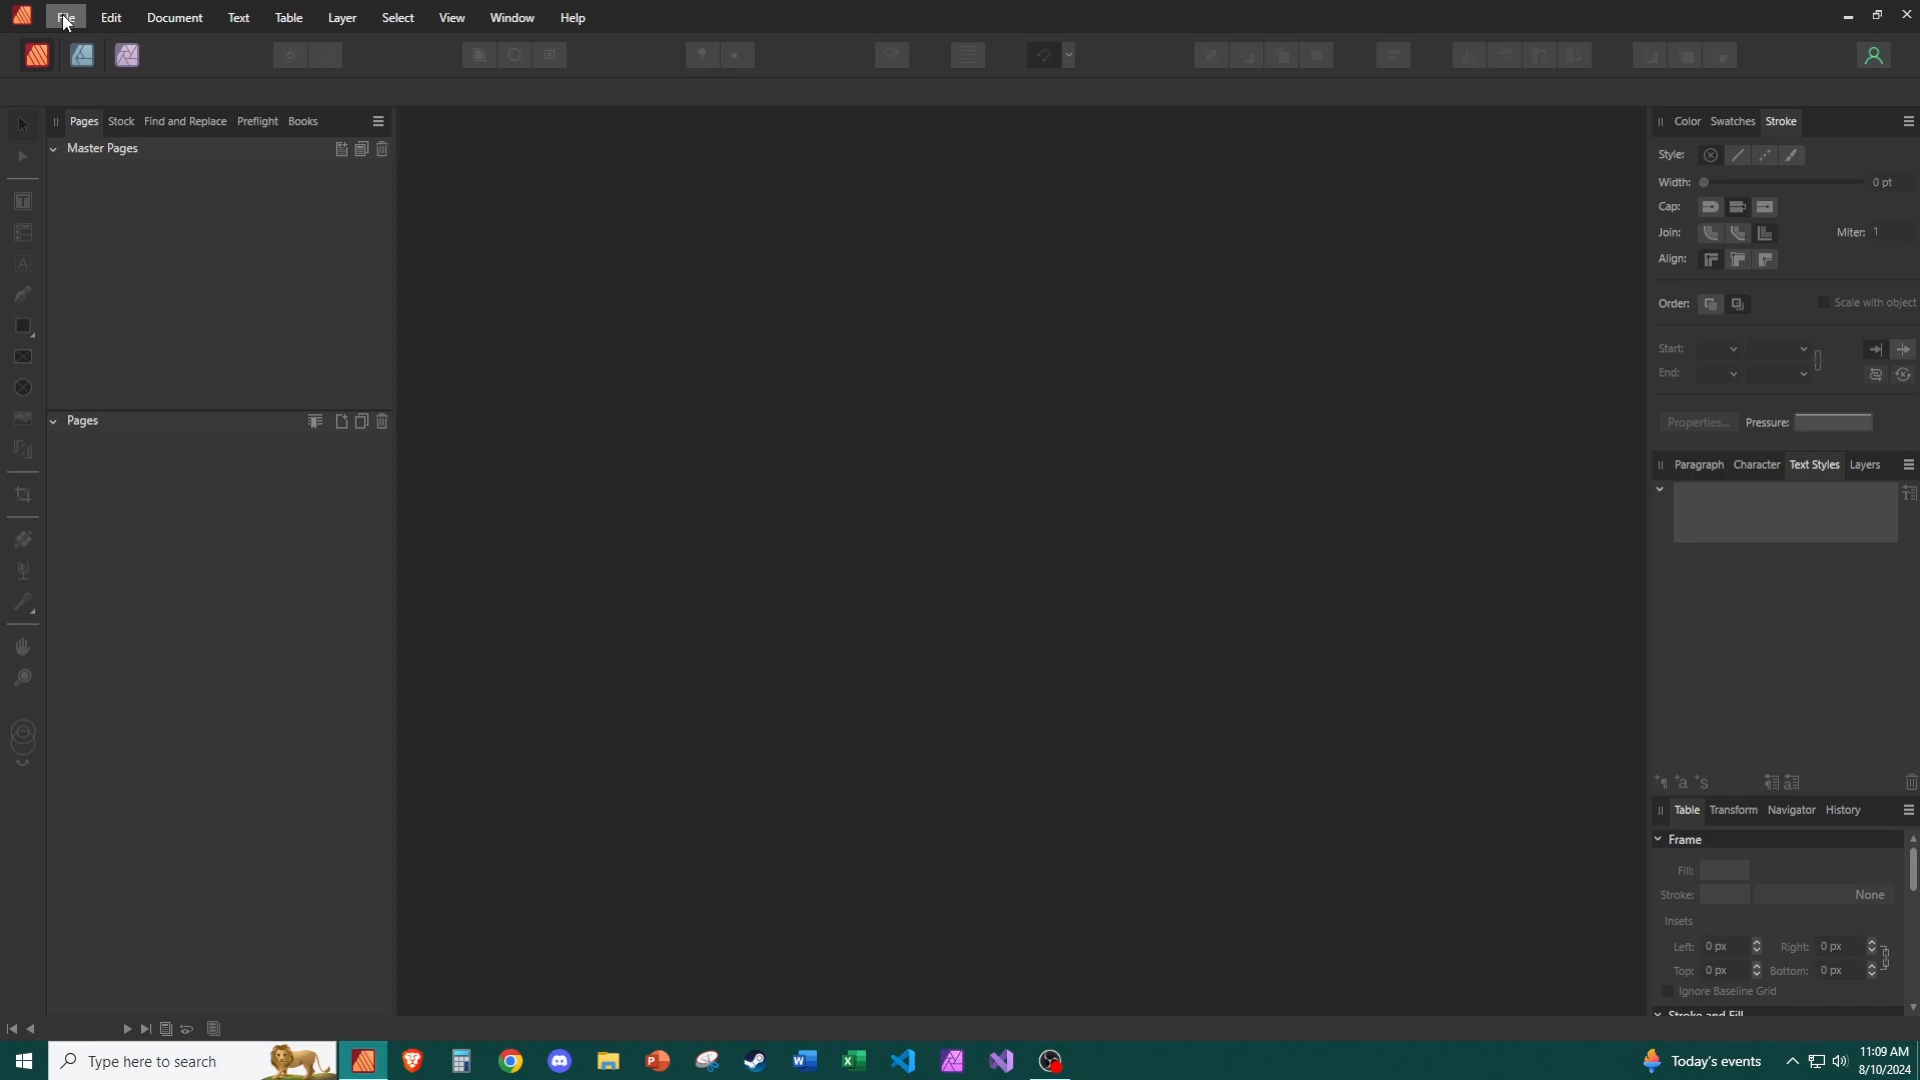 File Edit Document Text Table Layer Select View Window Help
Pages Stock Find and Replace Preflight Books
Master Pages
Pages
Color Swatches Stroke
Style:
Width: 0 pt
Cap:
Join: Miter: 1
Align:
Order: Scale with object
Start:
End:
Properties... Pressure:
Paragraph Character Text Styles Layers
Table Transform Navigator History
Frame
Fill:
Stroke: None
Insets
Left: 0 px Right: 0 px
Top: 0 px Bottom: 0 px
Ignore Baseline Grid
Stroke and Fill
Type here to search
Today's events
11:09 AM
8/10/2024